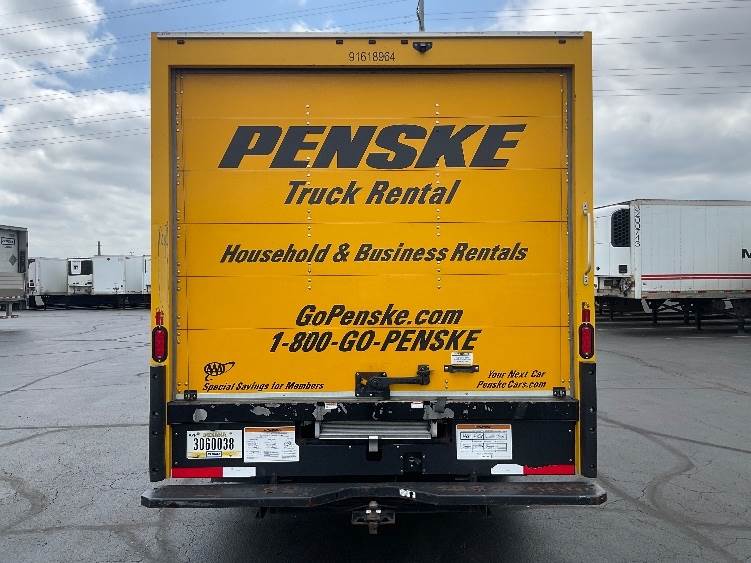 91618964
PENSKE
Truck Rental
Household & Business Rentals
GoPenske.com
1-800-GO-PENSKE
AAA
Special Savings for Members
Your Next Car
PenskeCars.com
INDIANA
3060038